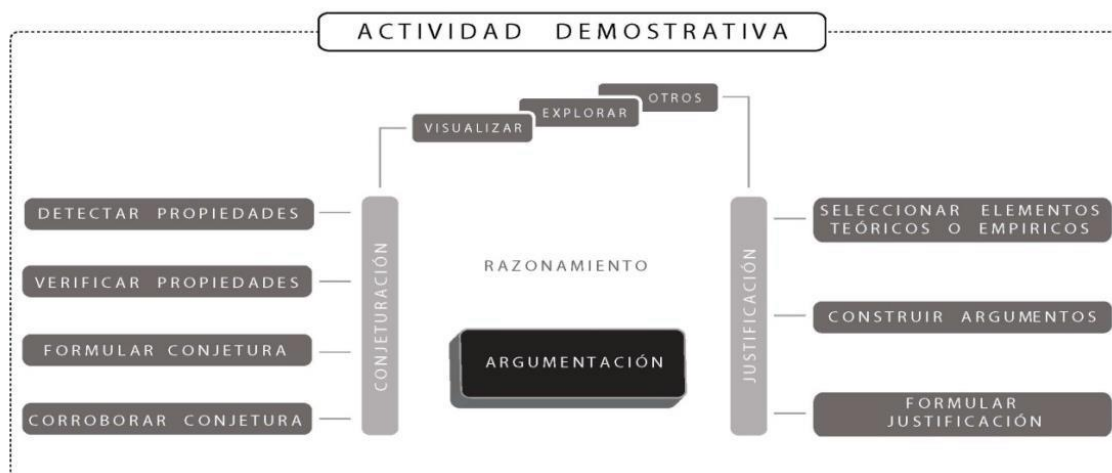 ACTIVIDAD DEMOSTRATIVA
OTROS
EXPLORAR
VISUALIZAR
DETECTAR PROPIEDADES
VERIFICAR PROPIEDADES
FORMULAR CONJETURA
CORROBORAR CONJETURA
CONJETURACIÓN
RAZONAMIENTO
ARGUMENTACIÓN
JUSTIFICACIÓN
SELECCIONAR ELEMENTOS
TEÓRICOS O EMPIRICOS
CONSTRUIR ARGUMENTOS
FORMULAR
JUSTIFICACIÓN